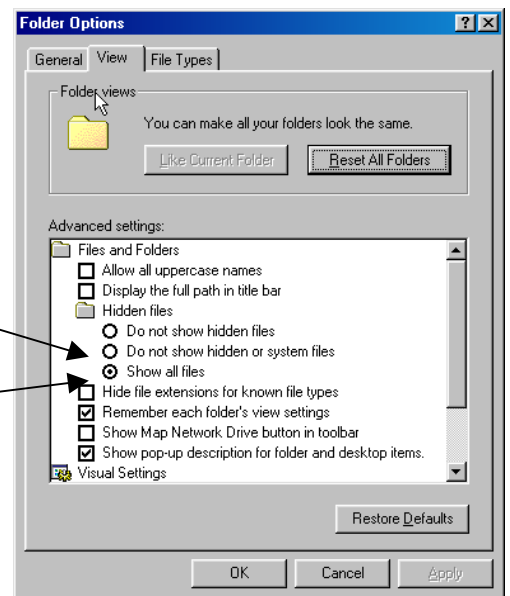 Folder Options
General View File Types
Folder views
You can make all your folders look the same.
Like Current Folder Reset All Folders
Advanced settings:
Files and Folders
Allow all uppercase names
Display the full path in title bar
Hidden files
Do not show hidden files
Do not show hidden or system files
Show all files
Hide file extensions for known file types
Remember each folder's view settings
Show Map Network Drive button in toolbar
Show pop-up description for folder and desktop items.
Visual Settings
Restore Defaults
OK Cancel Apply